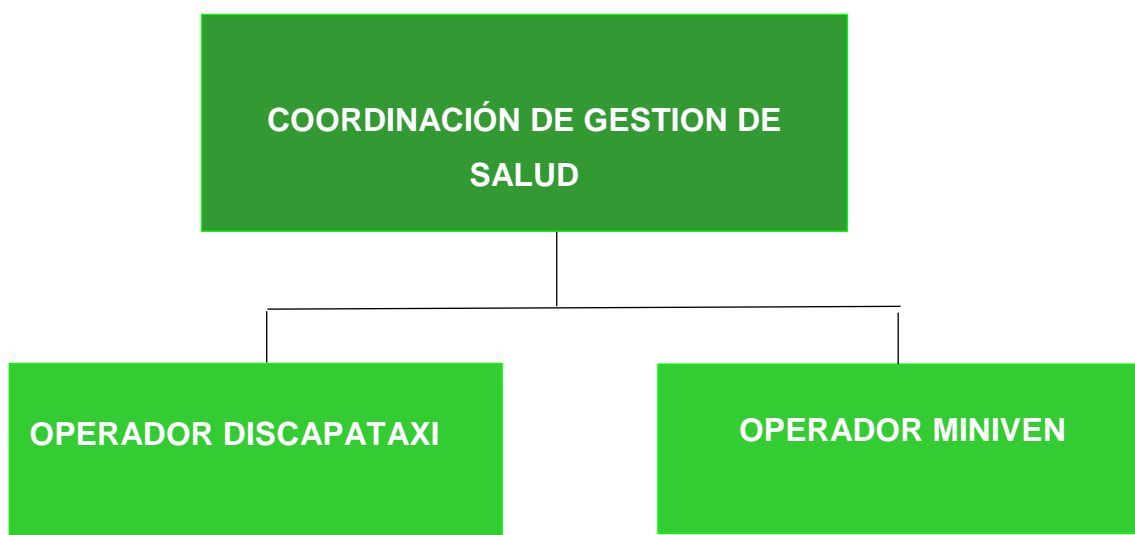 COORDINACIÓN DE GESTION DE
SALUD
OPERADOR DISCAPATAXI
OPERADOR MINIVEN